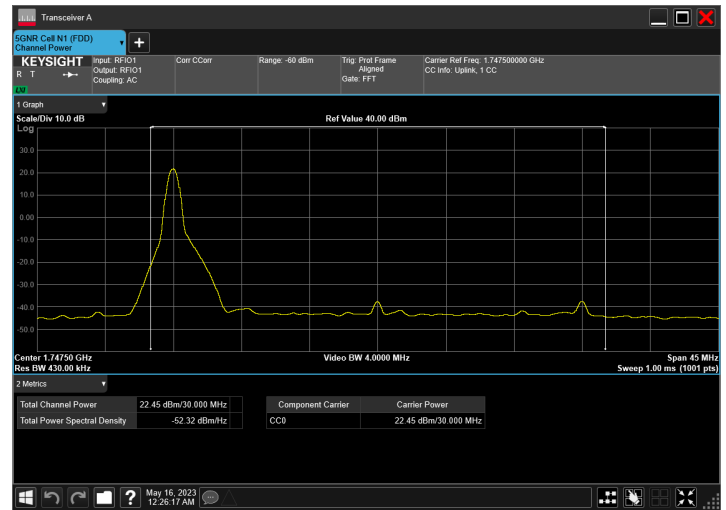 Transceiver A
5GNR Cell N1 (FDD)
Channel Power
KEYSIGHT
R T
LXI
Input: RFIO1
Output: RFIO1
Coupling: AC
Corr CCorr
Range: -60 dBm
Trig: Prot Frame
Aligned
Gate: FFT
Carrier Ref Freq: 1.747500000 GHz
CC Info: Uplink, 1 CC
1 Graph
Scale/Div 10.0 dB
Ref Value 40.00 dBm
Log
30.0
20.0
10.0
0.00
-10.0
-20.0
-30.0
-40.0
-50.0
Center 1.74750 GHz
Video BW 4.0000 MHz
Span 45 MHz
Res BW 430.00 kHz
Sweep 1.00 ms (1001 pts)
2 Metrics
Total Channel Power 22.45 dBm/30.000 MHz
Total Power Spectral Density -52.32 dBm/Hz
Component Carrier Carrier Power
CC0 22.45 dBm/30.000 MHz
?
May 16, 2023
12:26:17 AM